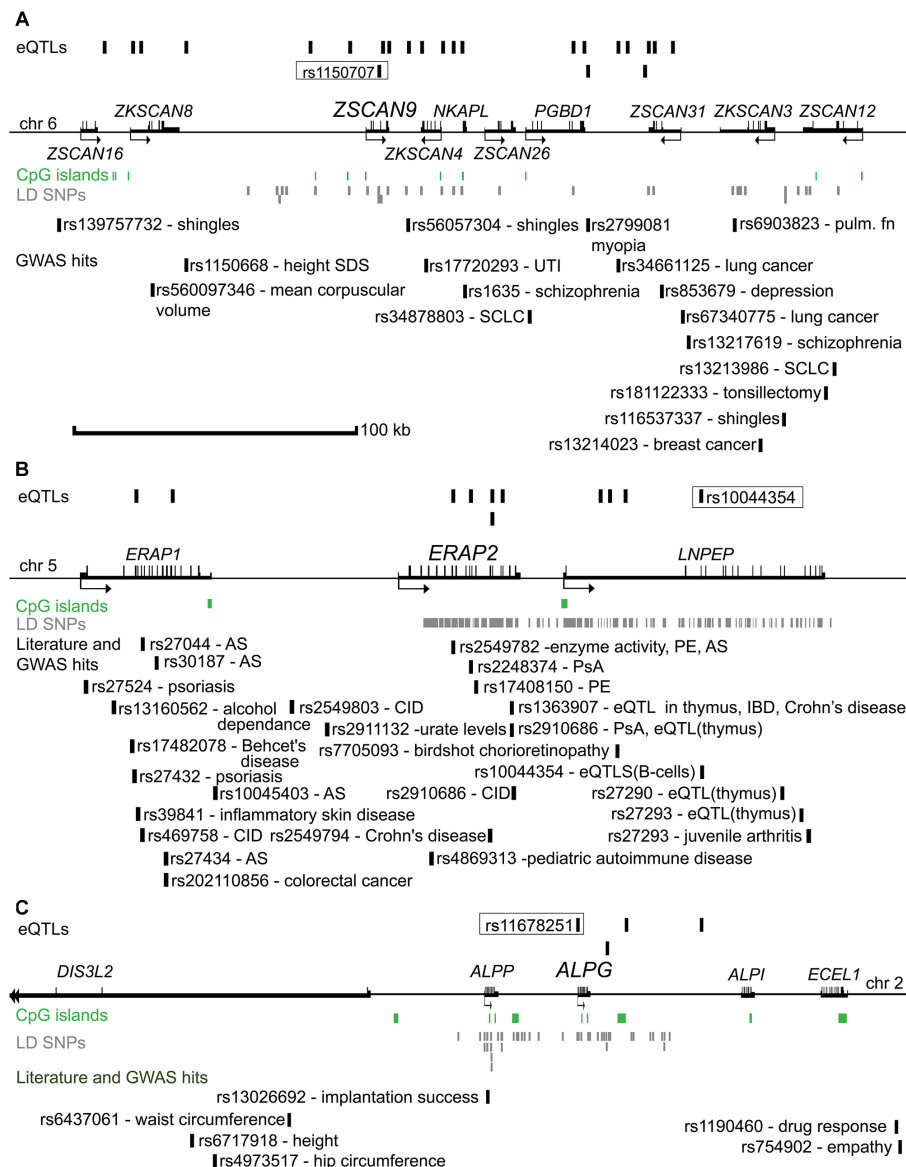 A
eQTLs
rs1150707
ZKSCAN8 ZSCAN9 NKAPL PGBD1 ZSCAN31 ZKSCAN3 ZSCAN12
chr 6
ZSCAN16 ZKSCAN4 ZSCAN26
CpG islands
LD SNPs
rs139757732 - shingles rs56057304 - shingles rs2799081 rs6903823 - pulm. fn
myopia
GWAS hits rs1150668 - height SDS rs17720293 - UTI rs34661125 - lung cancer
rs560097346 - mean corpuscular rs1635 - schizophrenia rs853679 - depression
volume
rs34878803 - SCLC rs67340775 - lung cancer
rs13217619 - schizophrenia
rs13213986 - SCLC
rs181122333 - tonsillectomy
rs116537337 - shingles
100 kb
rs13214023 - breast cancer
B
eQTLs rs10044354
ERAP1 ERAP2 LNPEP
chr 5
CpG islands
LD SNPs
Literature and rs27044 - AS rs2549782 -enzyme activity, PE, AS
GWAS hits rs30187 - AS rs2248374 - PsA
rs27524 - psoriasis rs17408150 - PE
rs13160562 - alcohol rs2549803 - CID rs1363907 - eQTL in thymus, IBD, Crohn's disease
dependance rs2911132 -urate levels rs2910686 - PsA, eQTL(thymus)
rs17482078 - Behcet's rs7705093 - birdshot chorioretinopathy
disease
rs27432 - psoriasis rs10044354 - eQTLS(B-cells)
rs10045403 - AS rs2910686 - CID rs27290 - eQTL(thymus)
rs39841 - inflammatory skin disease rs27293 - eQTL(thymus)
rs469758 - CID rs2549794 - Crohn's disease rs27293 - juvenile arthritis
rs27434 - AS rs4869313 -pediatric autoimmune disease
rs202110856 - colorectal cancer
C
eQTLs rs11678251
DIS3L2 ALPP ALPG ALPI ECEL1
chr 2
CpG islands
LD SNPs
Literature and GWAS hits
rs13026692 - implantation success
rs6437061 - waist circumference rs1190460 - drug response
rs6717918 - height rs754902 - empathy
rs4973517 - hip circumference